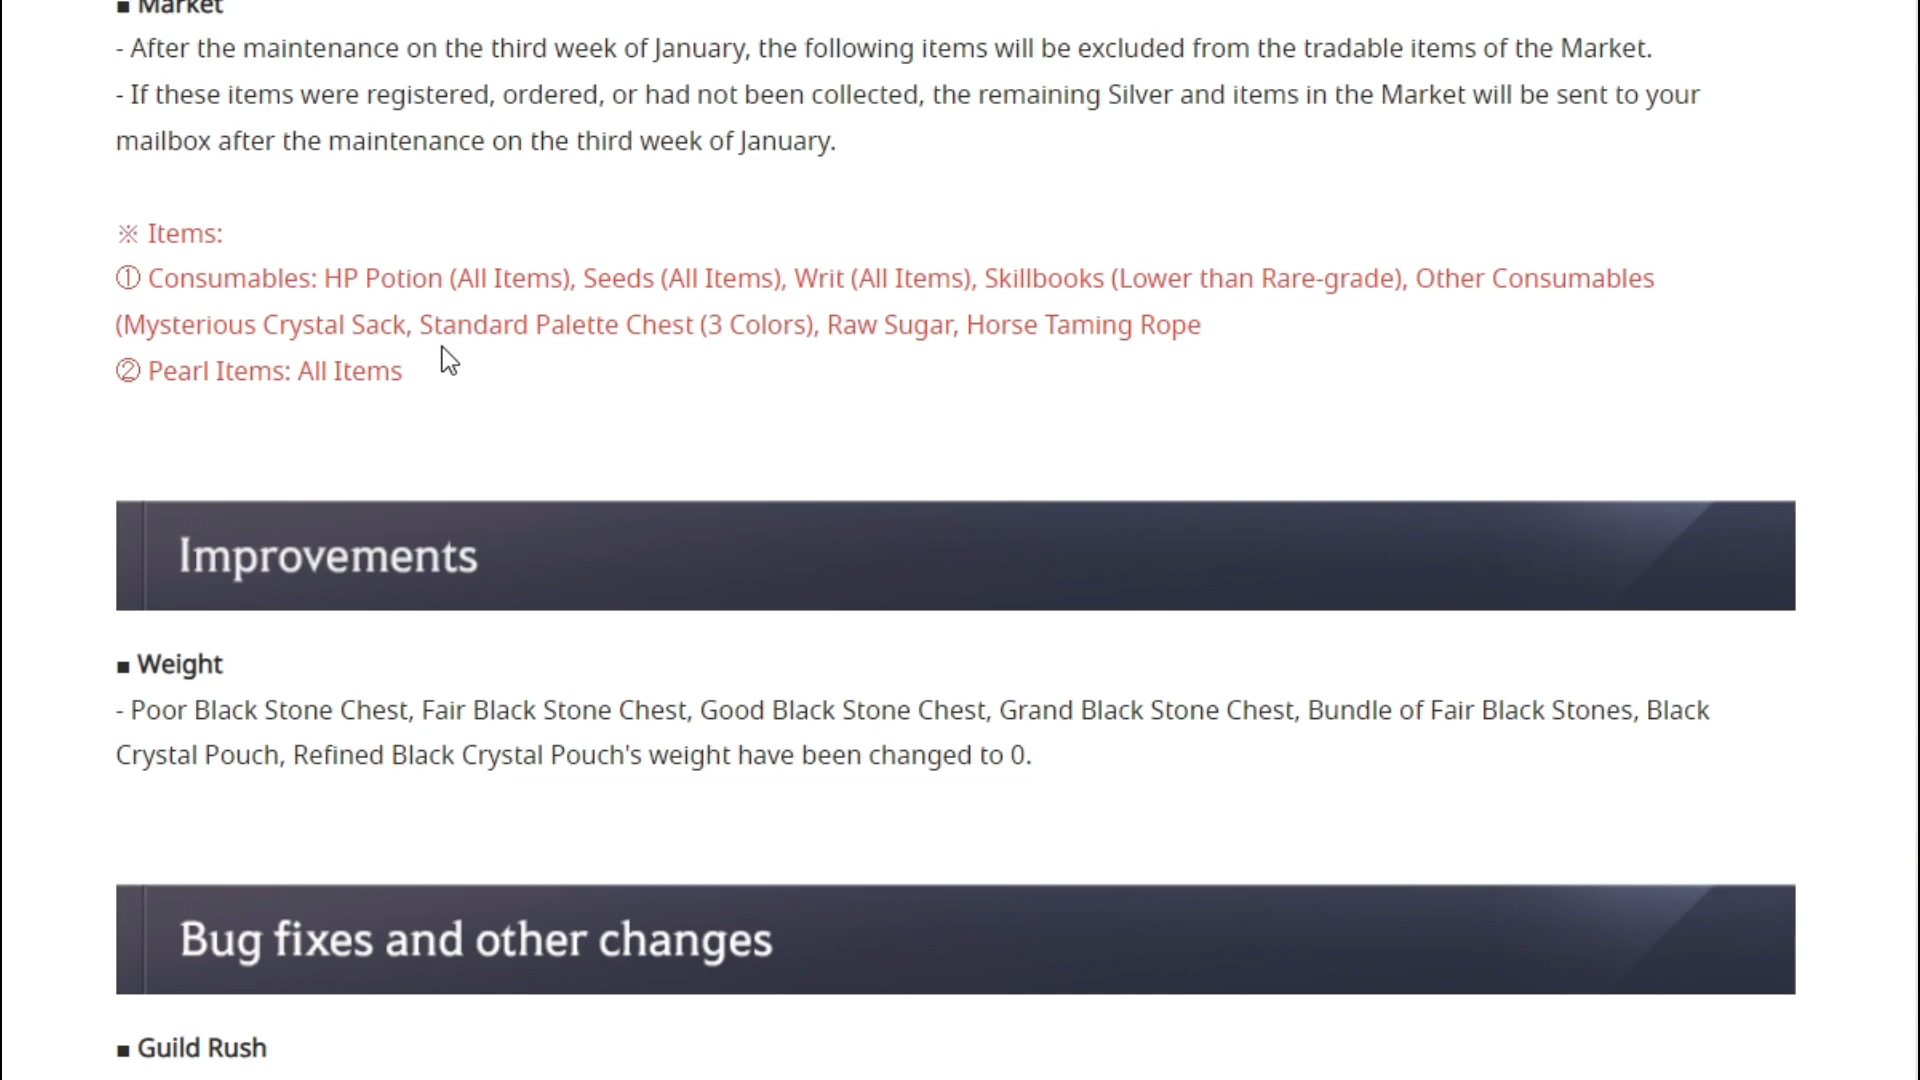 ■ Market
- After the maintenance on the third week of January, the following items will be excluded from the tradable items of the Market.
- If these items were registered, ordered, or had not been collected, the remaining Silver and items in the Market will be sent to your
mailbox after the maintenance on the third week of January.
※ Items:
① Consumables: HP Potion (All Items), Seeds (All Items), Writ (All Items), Skillbooks (Lower than Rare-grade), Other Consumables
(Mysterious Crystal Sack, Standard Palette Chest (3 Colors), Raw Sugar, Horse Taming Rope
② Pearl Items: All Items
Improvements
■ Weight
- Poor Black Stone Chest, Fair Black Stone Chest, Good Black Stone Chest, Grand Black Stone Chest, Bundle of Fair Black Stones, Black
Crystal Pouch, Refined Black Crystal Pouch's weight have been changed to 0.
Bug fixes and other changes
■ Guild Rush